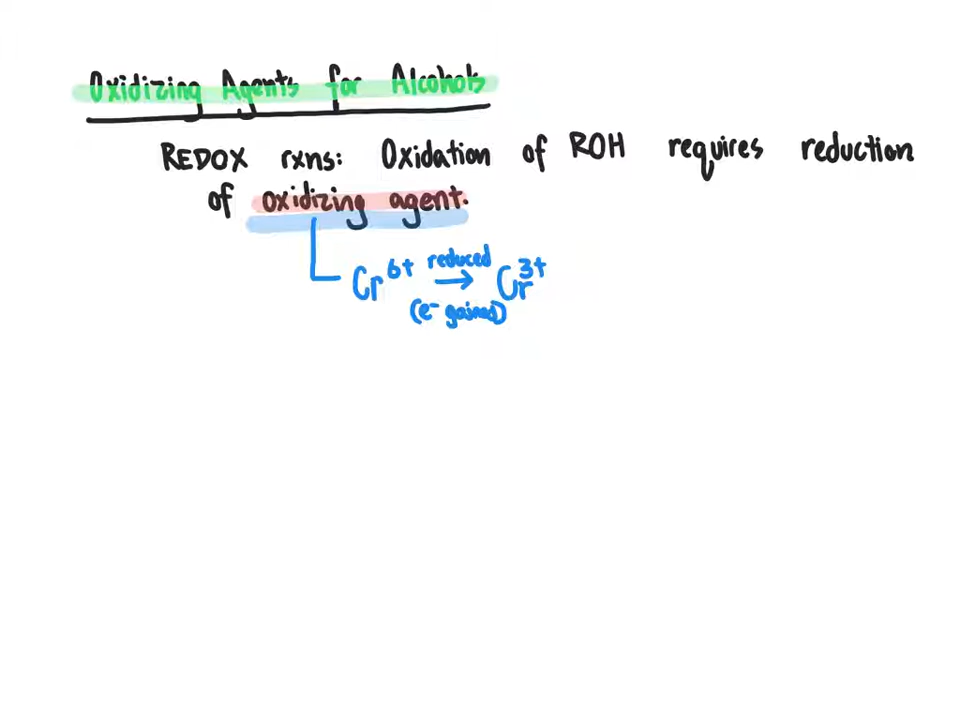 Oxidizing Agents for Alcohols
REDOX rxns: Oxidation of ROH requires reduction
of oxidizing agent.
Cr⁶⁺ reduced → Cr³⁺
(e⁻ gained)